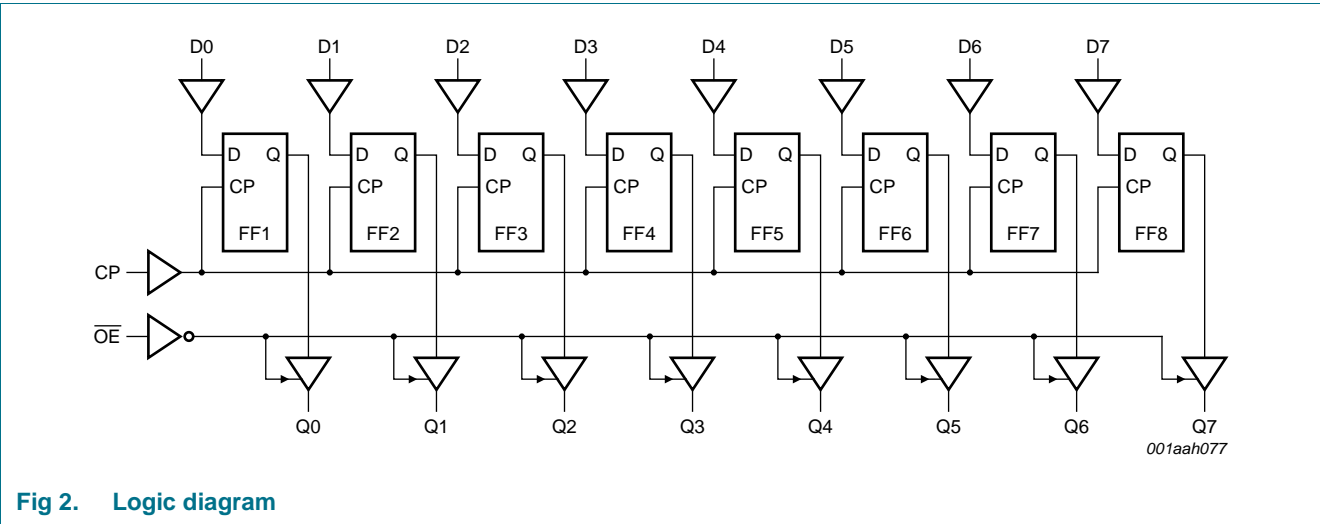 D0 D1 D2 D3 D4 D5 D6 D7
D Q D Q D Q D Q D Q D Q D Q D Q
CP CP CP CP CP CP CP CP
FF1 FF2 FF3 FF4 FF5 FF6 FF7 FF8
CP
O̅E̅
Q0 Q1 Q2 Q3 Q4 Q5 Q6 Q7
001aah077
Fig 2. Logic diagram